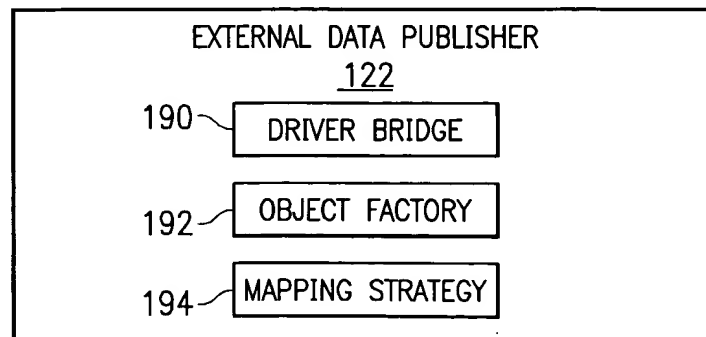 EXTERNAL DATA PUBLISHER
122
190 DRIVER BRIDGE
192 OBJECT FACTORY
194 MAPPING STRATEGY